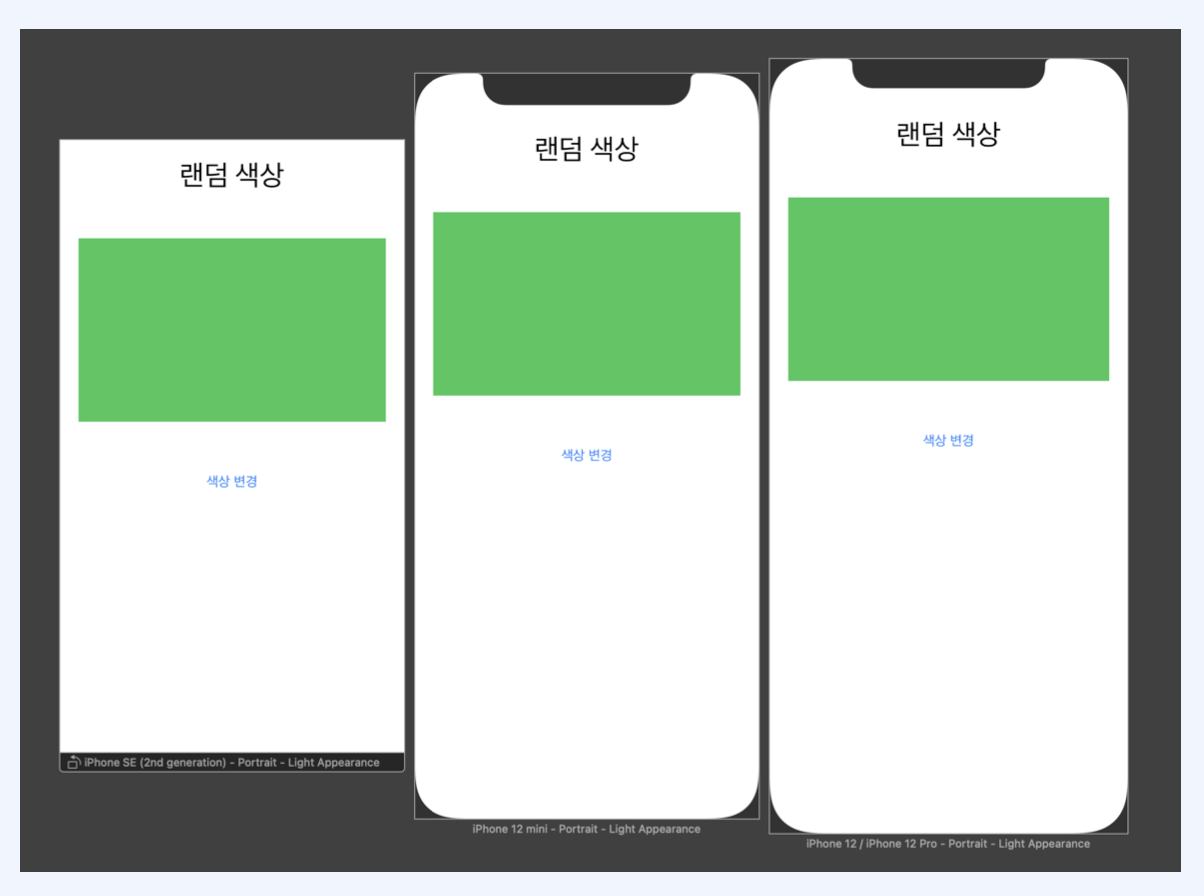 랜덤 색상
색상 변경
iPhone SE (2nd generation) - Portrait - Light Appearance
랜덤 색상
색상 변경
iPhone 12 mini - Portrait - Light Appearance
랜덤 색상
색상 변경
iPhone 12 / iPhone 12 Pro - Portrait - Light Appearance